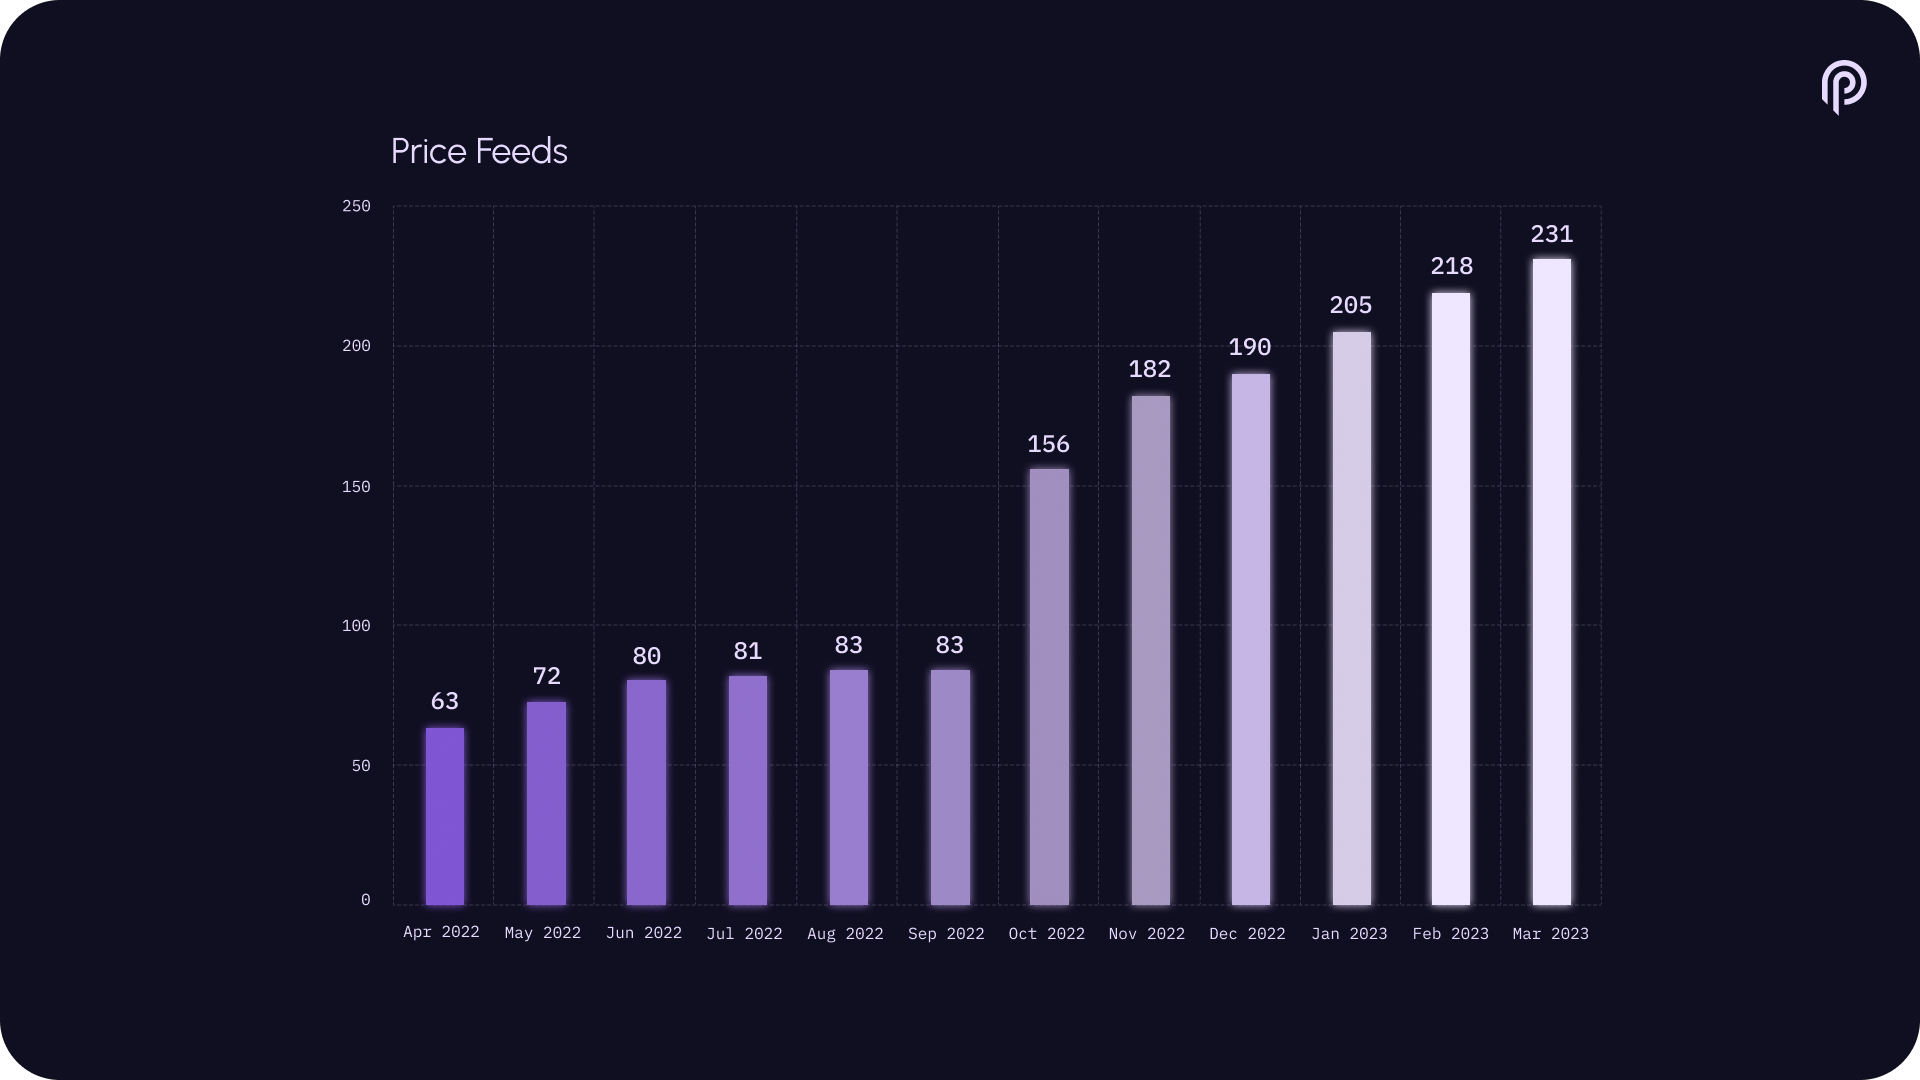 Price Feeds
250
200
150
100
50
0
63
72
80
81
83
83
156
182
190
205
218
231
Apr 2022
May 2022
Jun 2022
Jul 2022
Aug 2022
Sep 2022
Oct 2022
Nov 2022
Dec 2022
Jan 2023
Feb 2023
Mar 2023